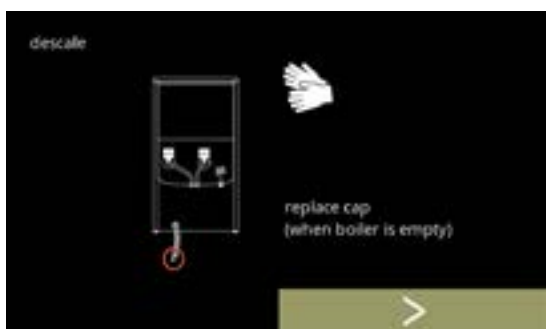 descale
replace cap
(when boiler is empty)
>